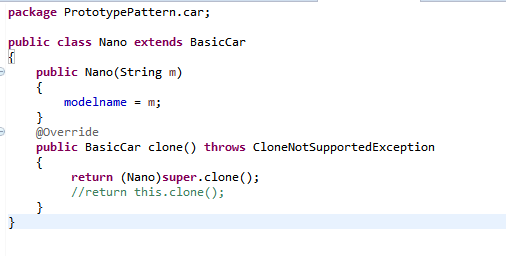 package PrototypePattern.car;
public class Nano extends BasicCar
{
public Nano(String m)
{
modelname = m;
}
@Override
public BasicCar clone() throws CloneNotSupportedException
{
return (Nano)super.clone();
//return this.clone();
}
}